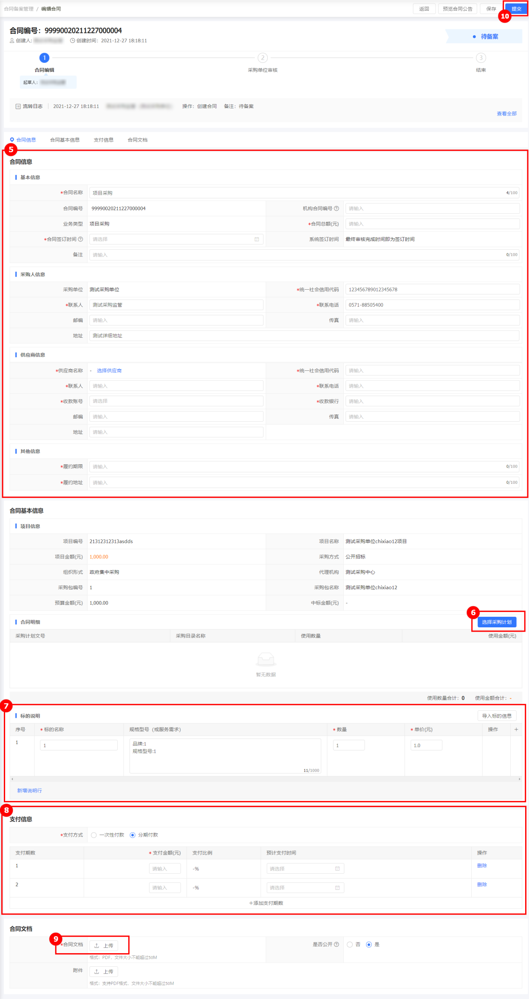 合同备案管理 / 编辑合同
返回 预览合同公告 保存 提交
10
合同编号：99990020211227000004
创建人： 创建时间：2021-12-27 18:18:11
待备案
1 2 3
合同编辑 采购单位审核 结束
起草人：
流转日志 2021-12-27 18:18:11 操作：创建合同 备注：待备案
查看全部
合同信息 合同基本信息 支付信息 合同文档
5
合同信息
基本信息
*合同名称 项目采购 4/100
合同编号 99990020211227000004 机构合同编号 请输入
业务类型 项目采购 *合同总额(元) 请输入
*合同签订时间 请选择 系统签订时间 最终审核完成时间即为签订时间
备注 请输入 0/100
采购人信息
采购单位 测试采购单位 *统一社会信用代码 123456789012345678
*联系人 测试采购监管 *联系电话 0571-88505400
邮编 请输入 传真 请输入
地址 测试详细地址
供应商信息
*供应商名称 - 选择供应商 *统一社会信用代码 请输入
*联系人 请输入 *联系电话 请输入
*收款账号 请选择 *收款银行 请输入
邮编 请输入 传真 请输入
地址 请输入
其他信息
*履约期限 请输入 0/100
*履约地址 请输入 0/100
合同基本信息
项目信息
项目编号 21312312313asdds 项目名称 测试采购单位chixiao12项目
项目金额(元) 1,000.00 采购方式 公开招标
组织形式 政府集中采购 代理机构 测试采购中心
采购包编号 1 采购包名称 测试采购单位chixiao12
预算金额(元) 1,000.00 中标金额(元) -
6
合同明细 选择采购计划
采购计划文号 采购目录名称 使用数量 使用金额(元)
暂无数据
使用数量合计：0 使用金额合计：-
7
标的说明 导入标的信息
序号 *标的名称 规格型号（或服务需求） *数量 *单价(元) 操作 +
1 1 品牌:1 1 1.0
规格型号:1
11/1000
新增说明行
8
支付信息
*支付方式 一次性付款 分期付款
支付期数 *支付金额(元) 支付比例 预计支付时间 操作
1 请输入 -% 请选择 删除
2 请输入 -% 请选择 删除
+添加支付期数
合同文档
9
*合同文档 上传 是否公开 否 是
格式：PDF，文件大小不能超过50M
附件 上传
格式：支持PDF格式，文件大小不能超过50M